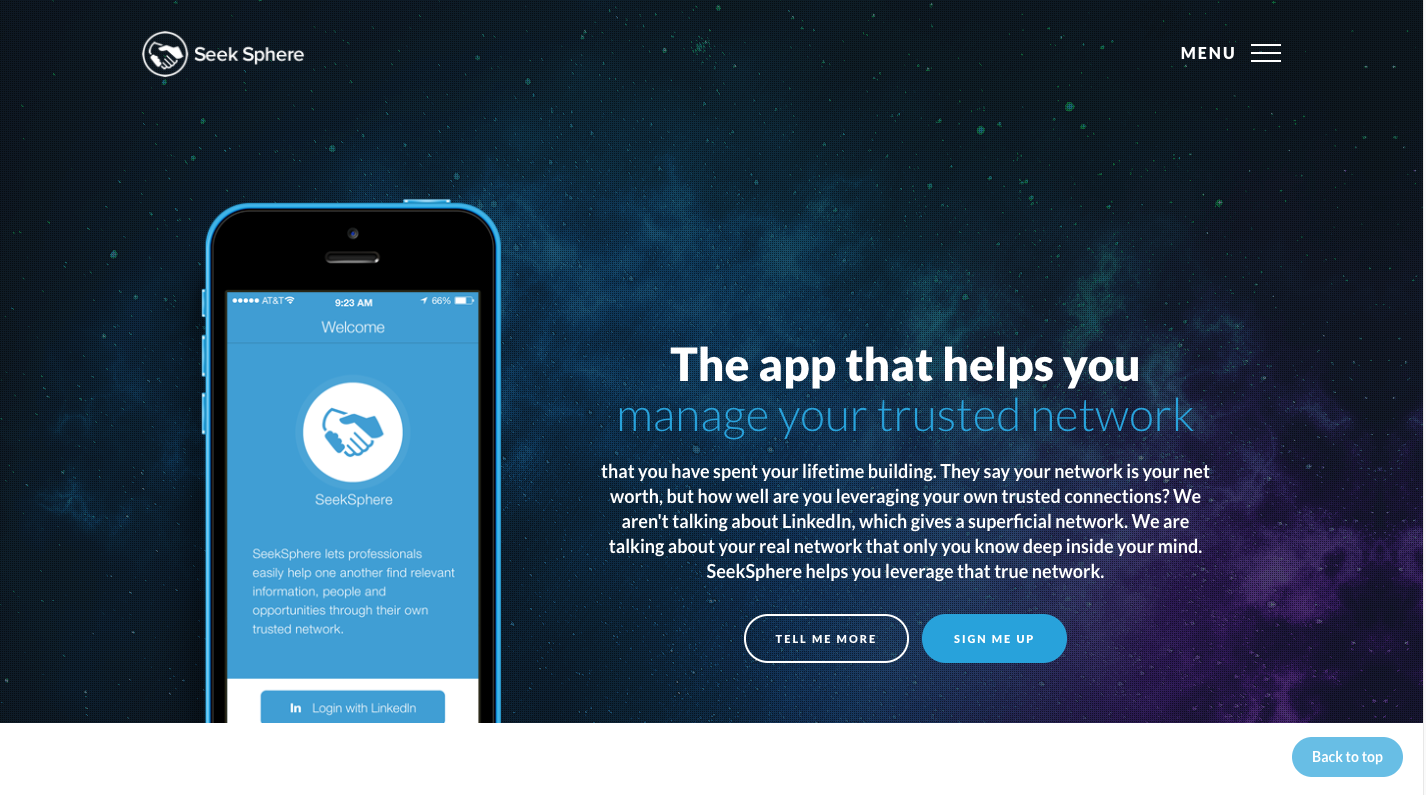 Seek Sphere
MENU
AT&T
9:23 AM
66%
Welcome
SeekSphere
SeekSphere lets professionals
easily help one another find relevant
information, people and
opportunities through their own
trusted network.
in Login with LinkedIn
The app that helps you
manage your trusted network
that you have spent your lifetime building. They say your network is your net
worth, but how well are you leveraging your own trusted connections? We
aren't talking about LinkedIn, which gives a superficial network. We are
talking about your real network that only you know deep inside your mind.
SeekSphere helps you leverage that true network.
TELL ME MORE
SIGN ME UP
Back to top